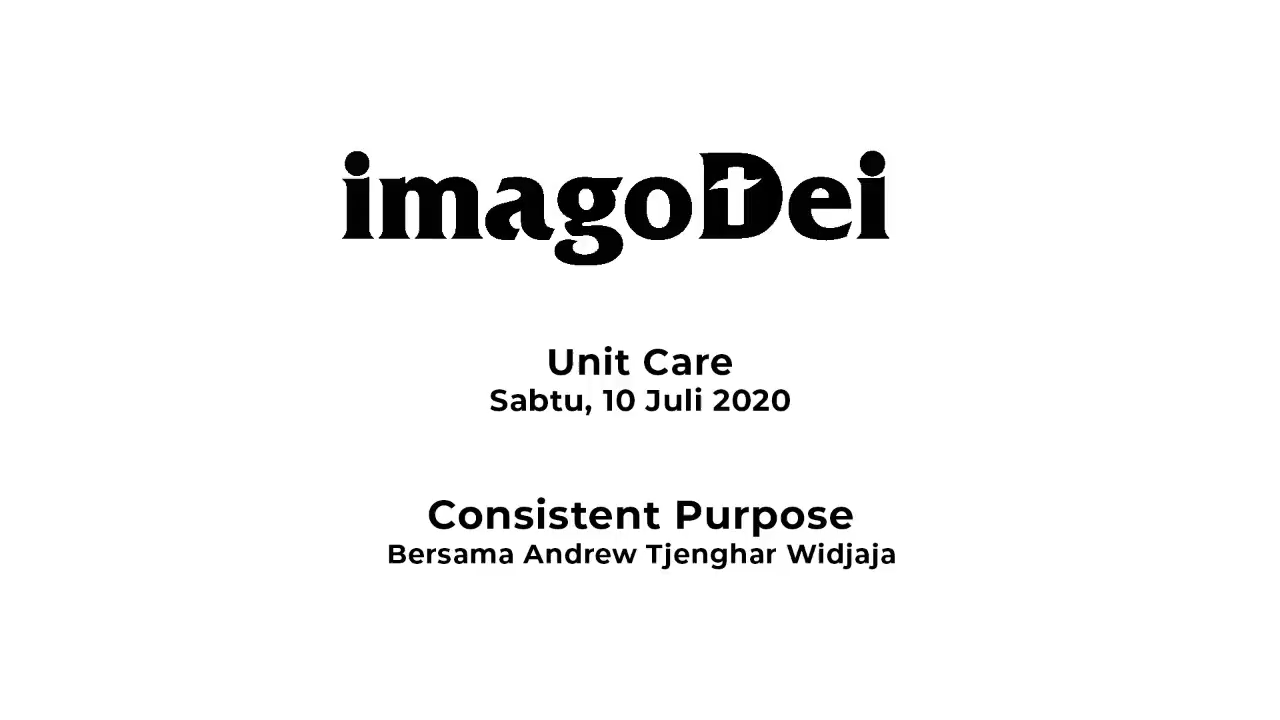 imagoDei
Unit Care
Sabtu, 10 Juli 2020
Consistent Purpose
Bersama Andrew Tjenghar Widjaja